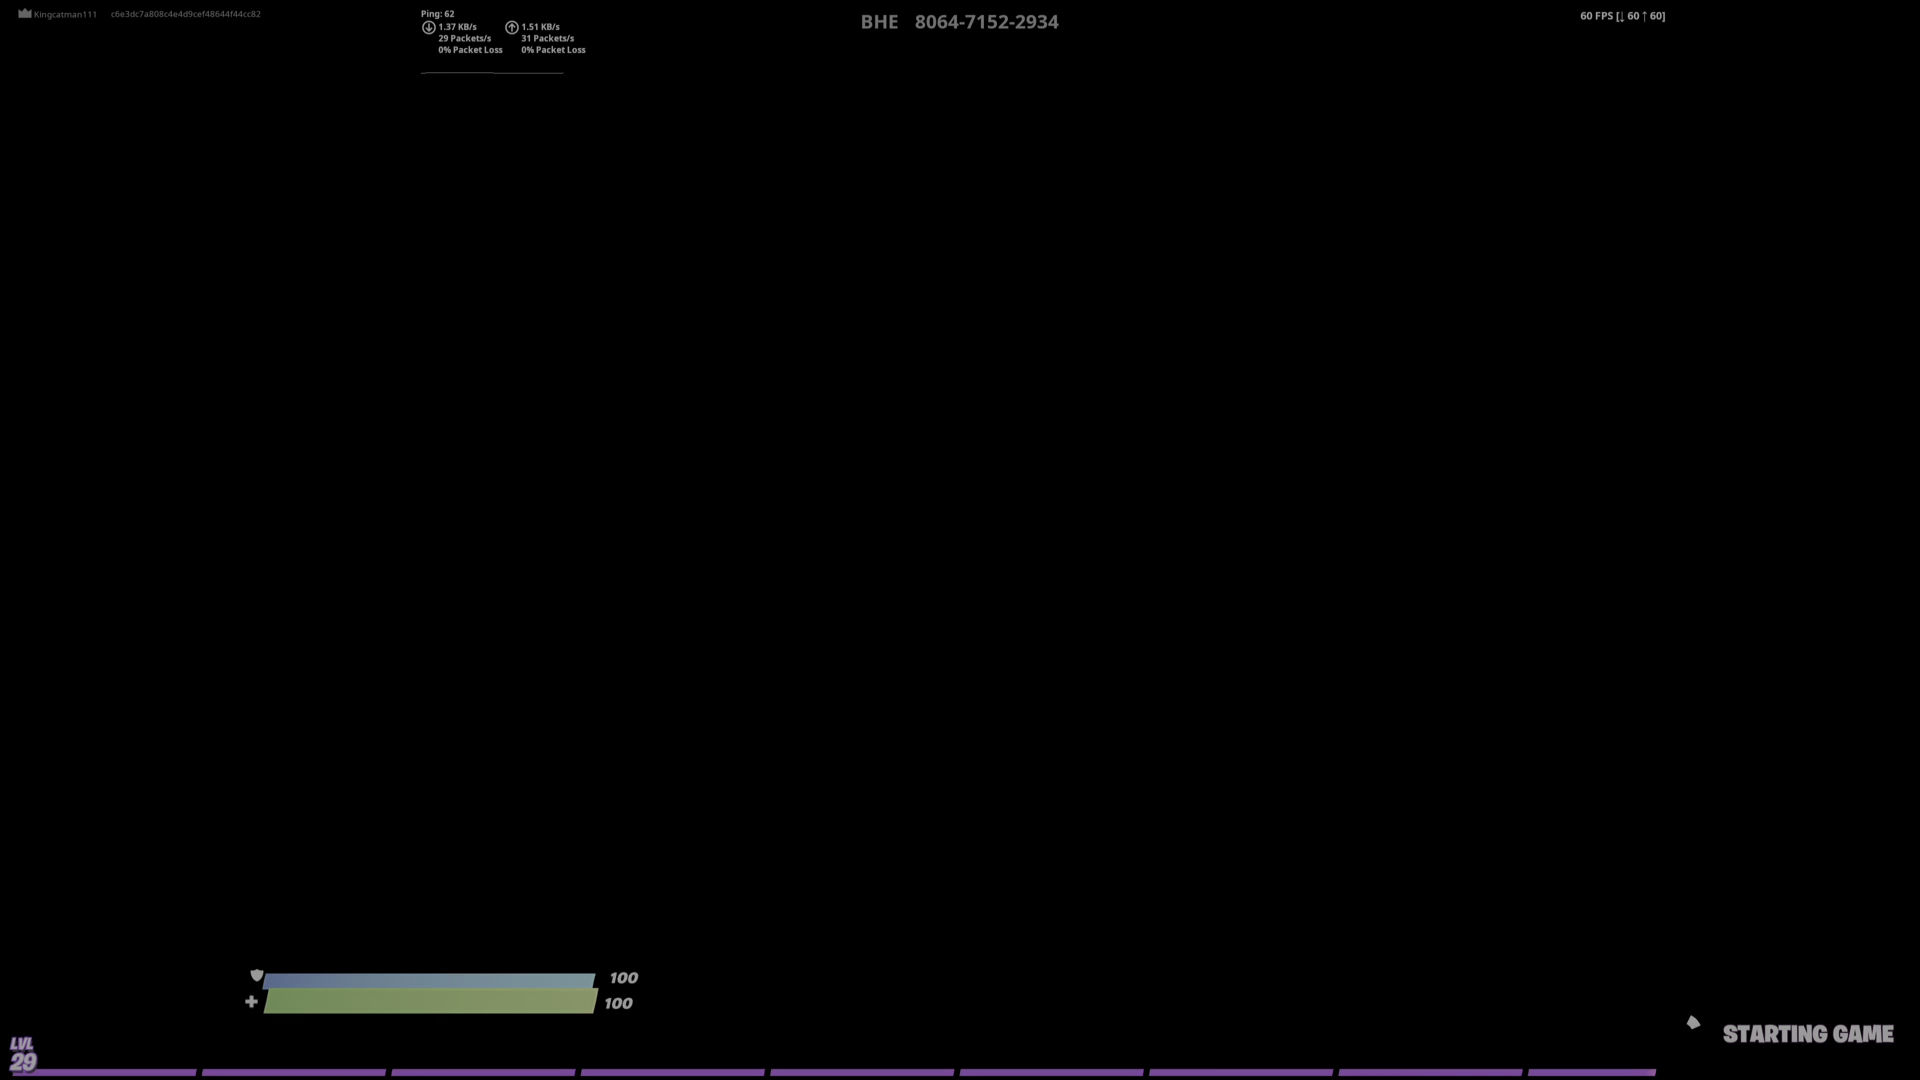 Kingcatman111 c6e3dc7a808c4e4d9cef48644f44cc82
Ping: 62
1.37 KB/s 1.51 KB/s
29 Packets/s 31 Packets/s
0% Packet Loss 0% Packet Loss
BHE 8064-7152-2934
60 FPS [↓ 60 ↑ 60]
100
100
STARTING GAME
LVL
29